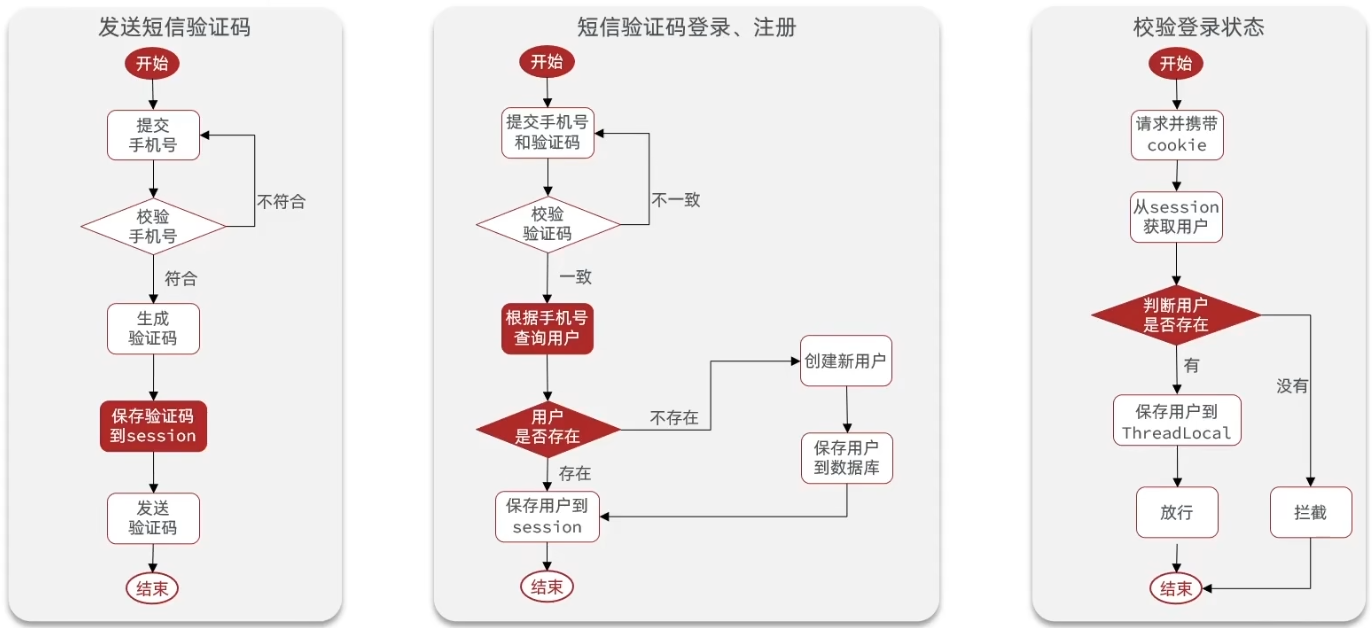 发送短信验证码
开始
提交
手机号
不符合
校验
手机号
符合
生成
验证码
保存验证码
到session
发送
验证码
结束
短信验证码登录、注册
开始
提交手机号
和验证码
不一致
校验
验证码
一致
根据手机号
查询用户
用户
是否存在
不存在
创建新用户
保存用户
到数据库
存在
保存用户到
session
结束
校验登录状态
开始
请求并携带
cookie
从session
获取用户
判断用户
是否存在
有
没有
保存用户到
ThreadLocal
放行
拦截
结束